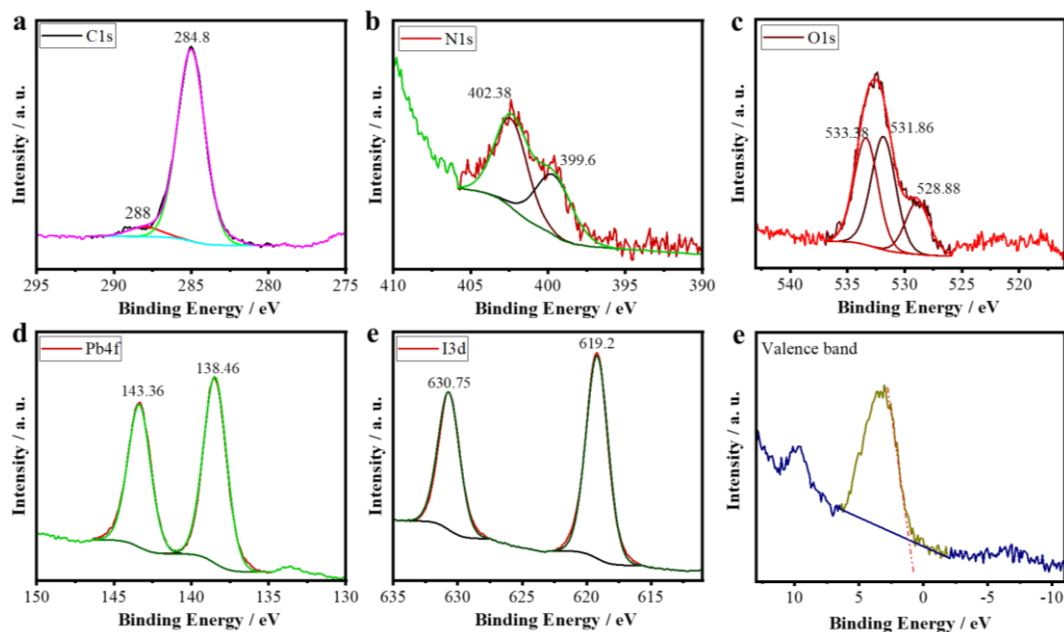 a
C1s
284.8
288
Intensity / a. u.
295 290 285 280 275
Binding Energy / eV
b
N1s
402.38
399.6
Intensity / a. u.
410 405 400 395 390
Binding Energy / eV
c
O1s
533.38
531.86
528.88
Intensity / a. u.
540 530 520
Binding Energy / eV
d
Pb4f
143.36
138.46
Intensity / a. u.
150 145 140 135 130
Binding Energy / eV
e
I3d
619.2
630.75
Intensity / a. u.
635 630 625 620 615
Binding Energy / eV
e
Valence band
Intensity / a. u.
10 5 0 -5 -10
Binding Energy / eV